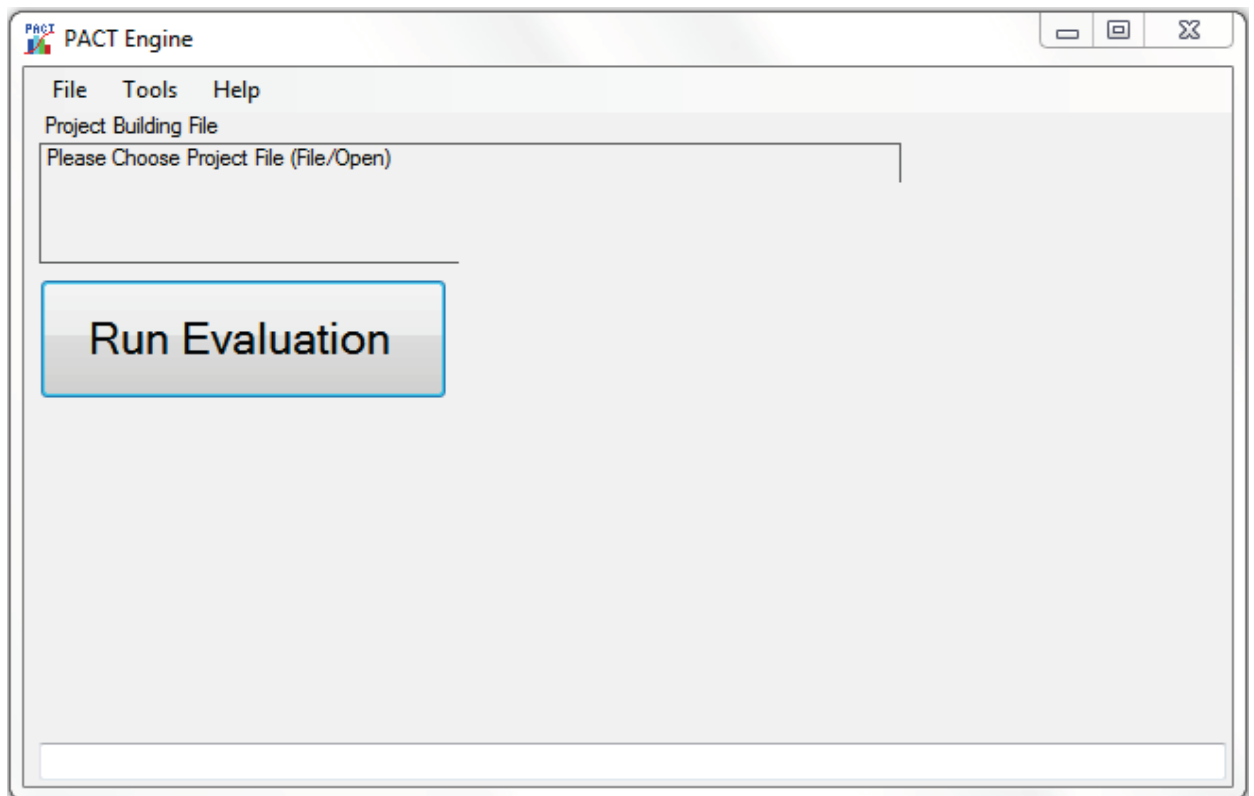 PACT
PACT Engine
File Tools Help
Project Building File
Please Choose Project File (File/Open)
Run Evaluation